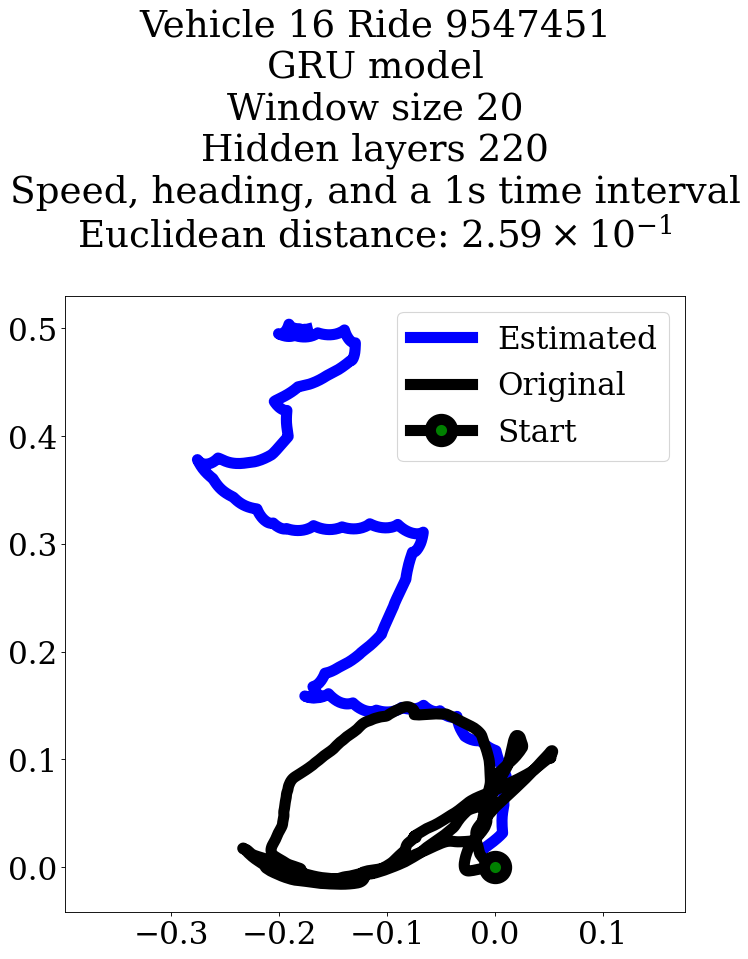 Vehicle 16 Ride 9547451
GRU model
Window size 20
Hidden layers 220
Speed, heading, and a 1s time interval
Euclidean distance: 2.59 × 10⁻¹
Estimated
Original
Start
0.5
0.4
0.3
0.2
0.1
0.0
−0.3 −0.2 −0.1 0.0 0.1